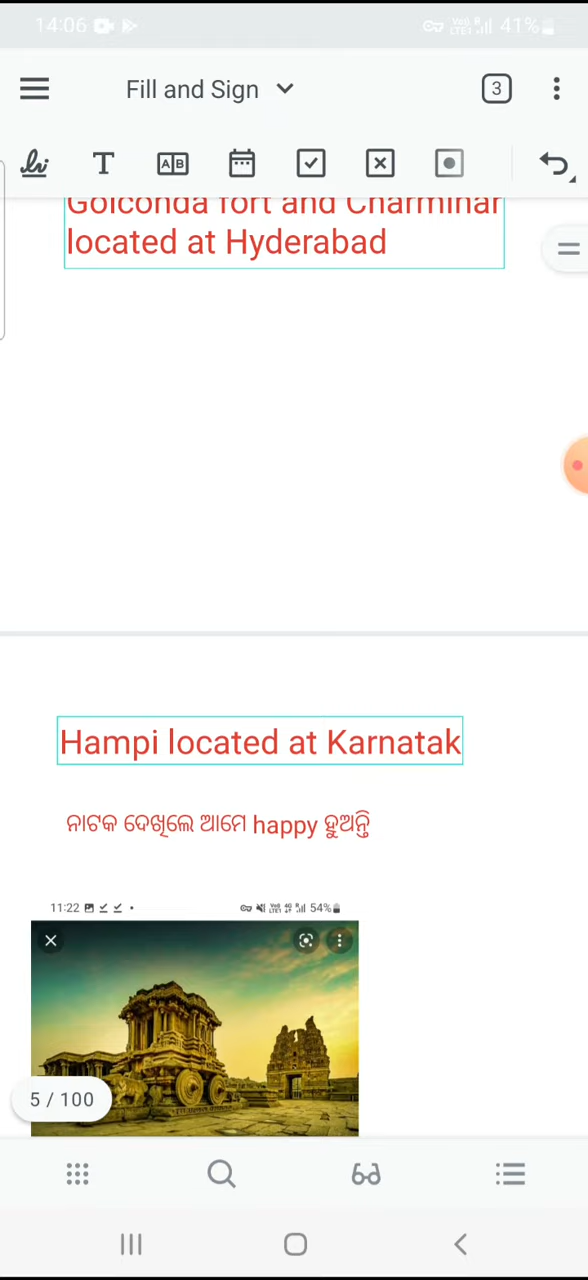 14:06 41%
Fill and Sign 3
T A B
Golconda fort and Charminar
located at Hyderabad
Hampi located at Karnatak
ନାଟକ ଦେଖିଲେ ଆମେ happy ହୁଅନ୍ତି
11:22 54%
5 / 100